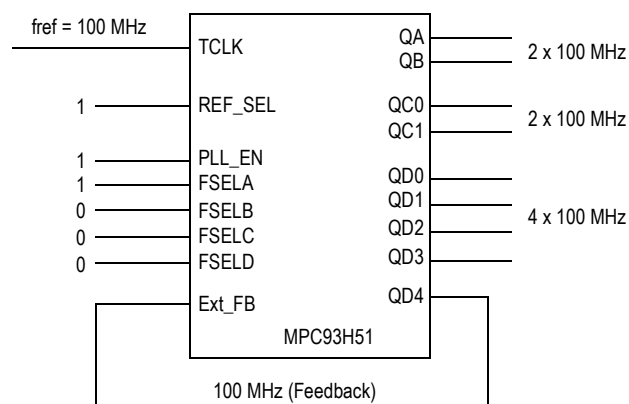 fref = 100 MHz
TCLK
QA
QB
2 x 100 MHz
1
REF_SEL
QC0
QC1
2 x 100 MHz
1
PLL_EN
1
FSELA
0
FSELB
0
FSELC
0
FSELD
QD0
QD1
QD2
QD3
4 x 100 MHz
Ext_FB
QD4
MPC93H51
100 MHz (Feedback)